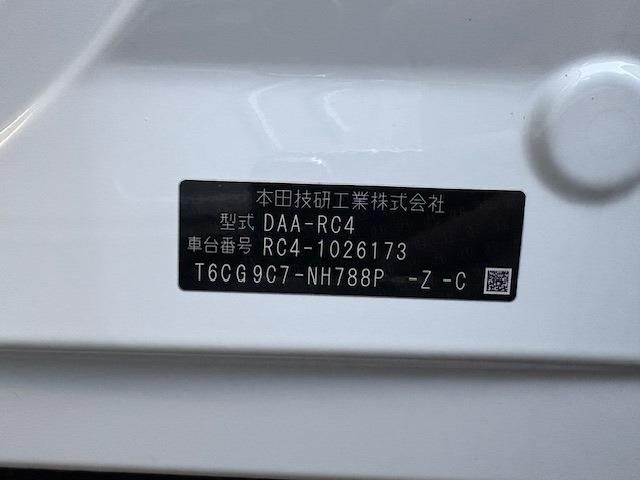 本田技研工業株式会社
型式 DAA-RC4
車台番号 RC4-1026173
T6CG9C7-NH788P -Z -C